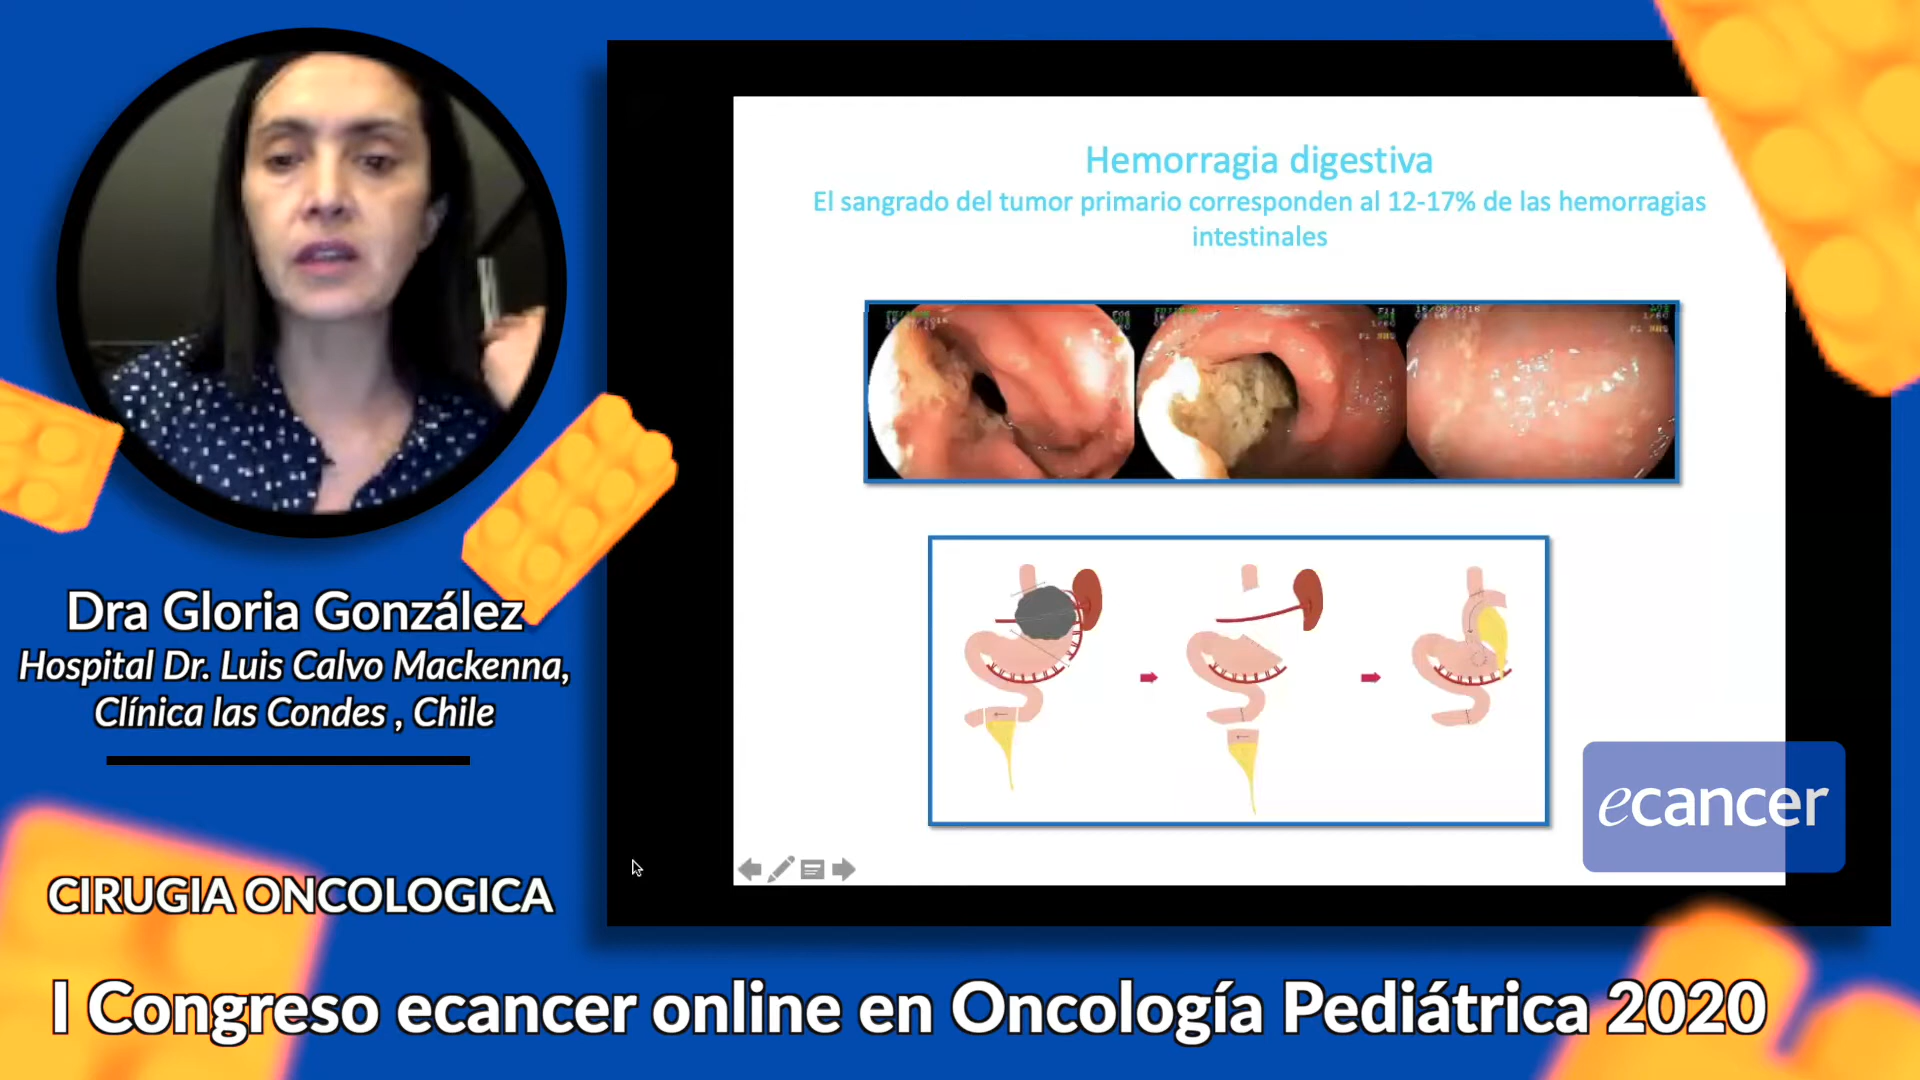 Hemorragia digestiva
El sangrado del tumor primario corresponden al 12-17% de las hemorragias
intestinales
Dra Gloria González
Hospital Dr. Luis Calvo Mackenna,
Clínica las Condes , Chile
ecancer
CIRUGIA ONCOLOGICA
I Congreso ecancer online en Oncología Pediátrica 2020